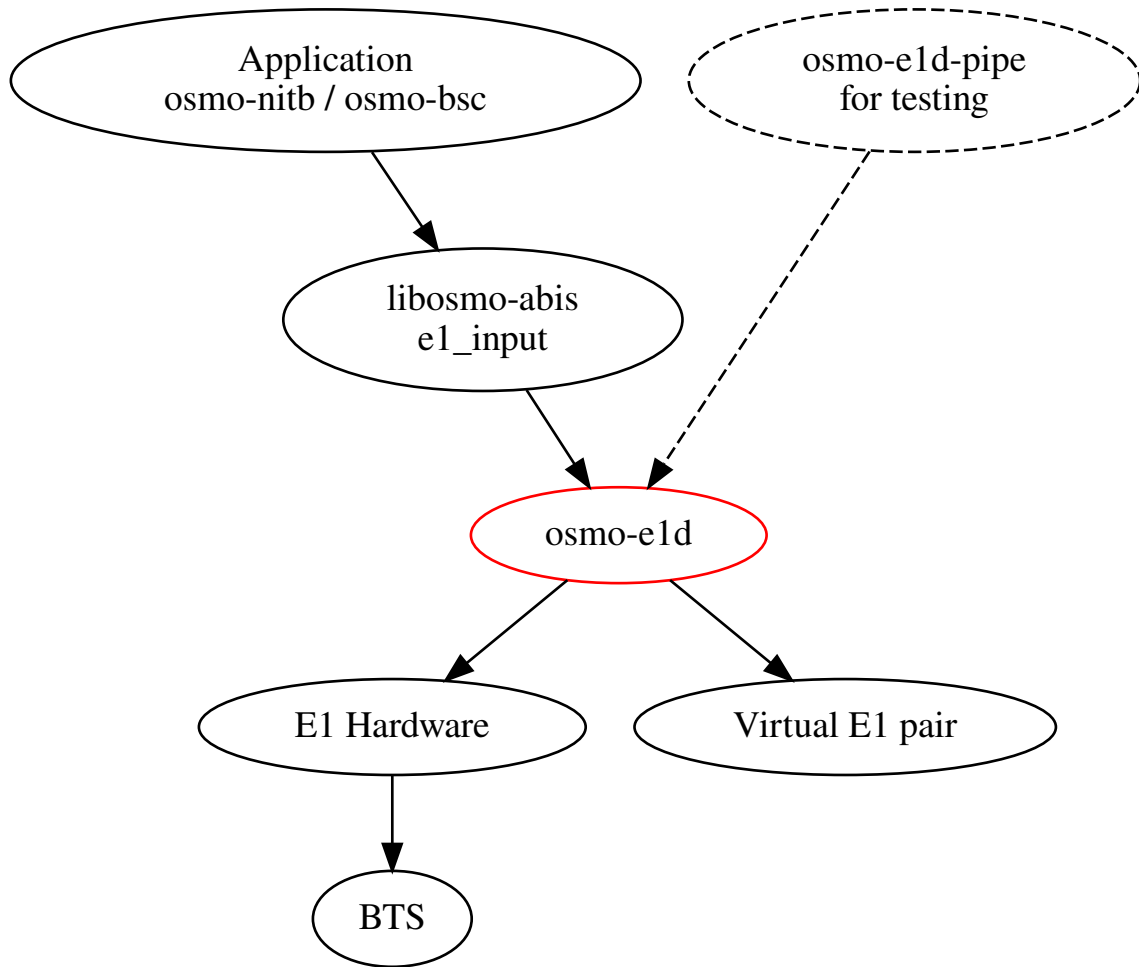 Application
osmo-nitb / osmo-bsc
osmo-e1d-pipe
for testing
libosmo-abis
e1_input
osmo-e1d
E1 Hardware
Virtual E1 pair
BTS